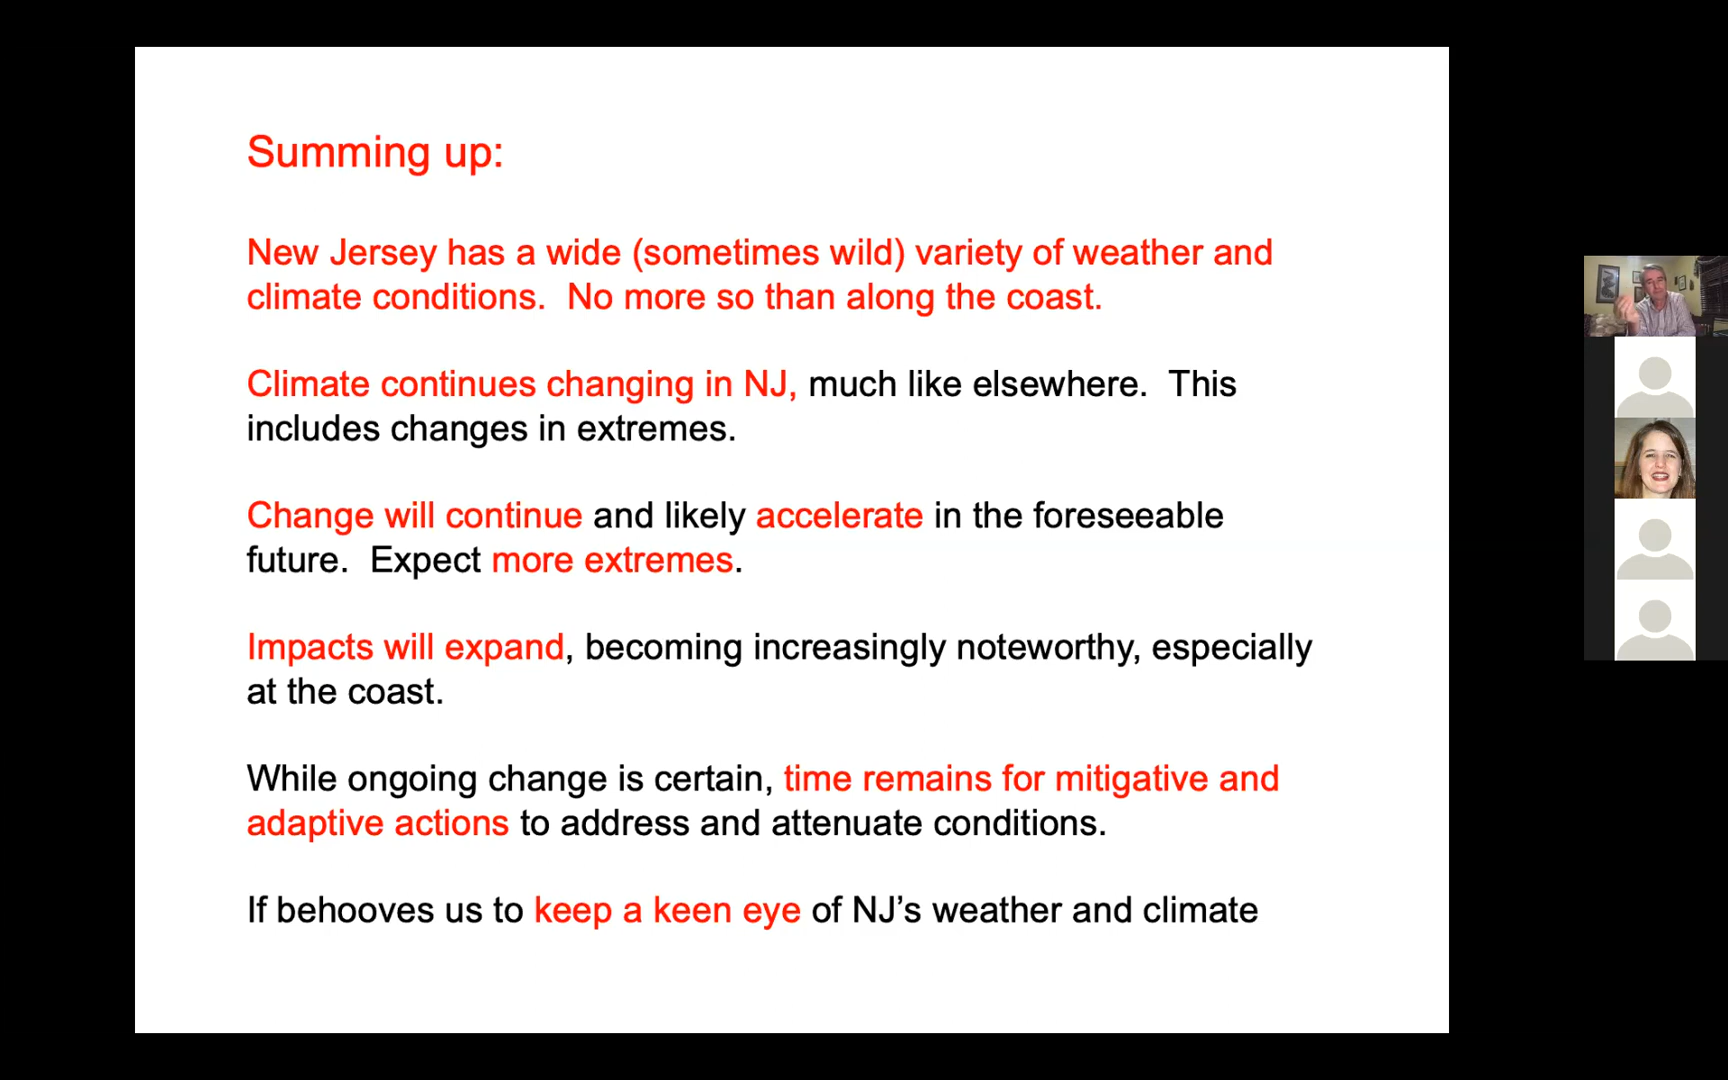 Summing up:
New Jersey has a wide (sometimes wild) variety of weather and
climate conditions.  No more so than along the coast.
Climate continues changing in NJ, much like elsewhere.  This
includes changes in extremes.
Change will continue and likely accelerate in the foreseeable
future.  Expect more extremes.
Impacts will expand, becoming increasingly noteworthy, especially
at the coast.
While ongoing change is certain, time remains for mitigative and
adaptive actions to address and attenuate conditions.
If behooves us to keep a keen eye of NJ’s weather and climate